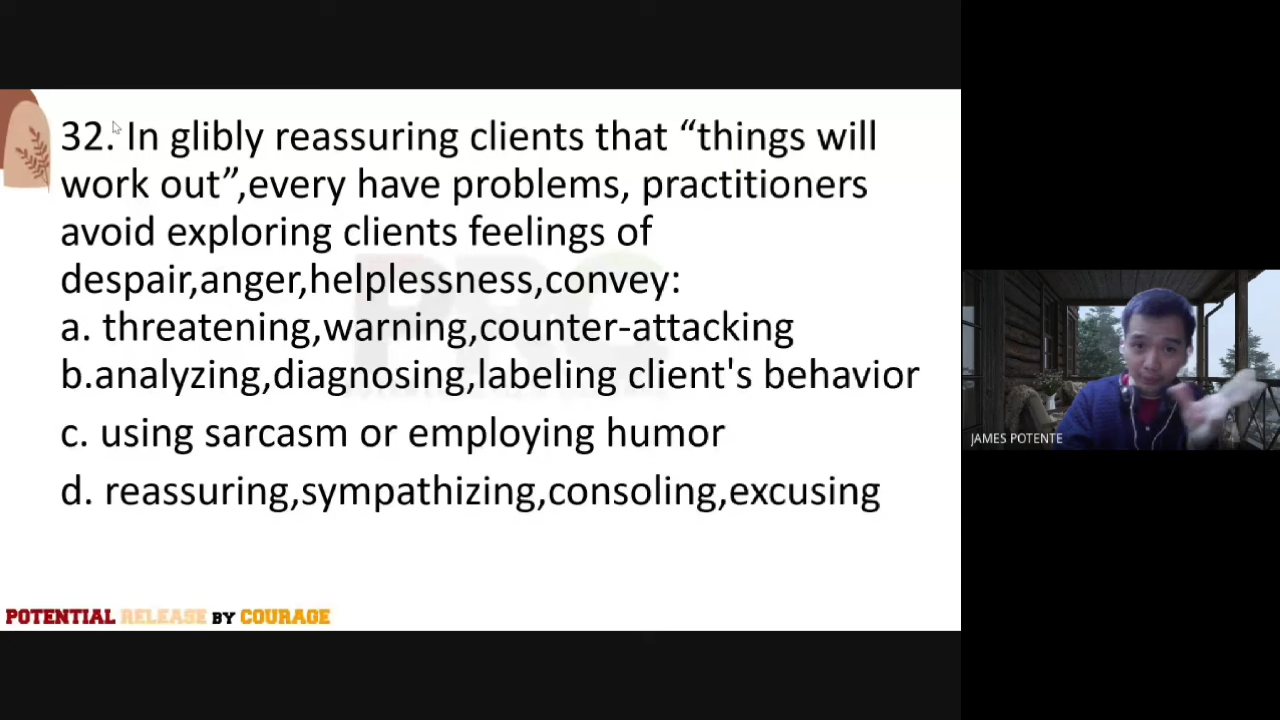 32. In glibly reassuring clients that “things will
work out”,every have problems, practitioners
avoid exploring clients feelings of
despair,anger,helplessness,convey:
a. threatening,warning,counter-attacking
b.analyzing,diagnosing,labeling client's behavior
c. using sarcasm or employing humor
d. reassuring,sympathizing,consoling,excusing
POTENTIAL RELEASE BY COURAGE
JAMES POTENTE